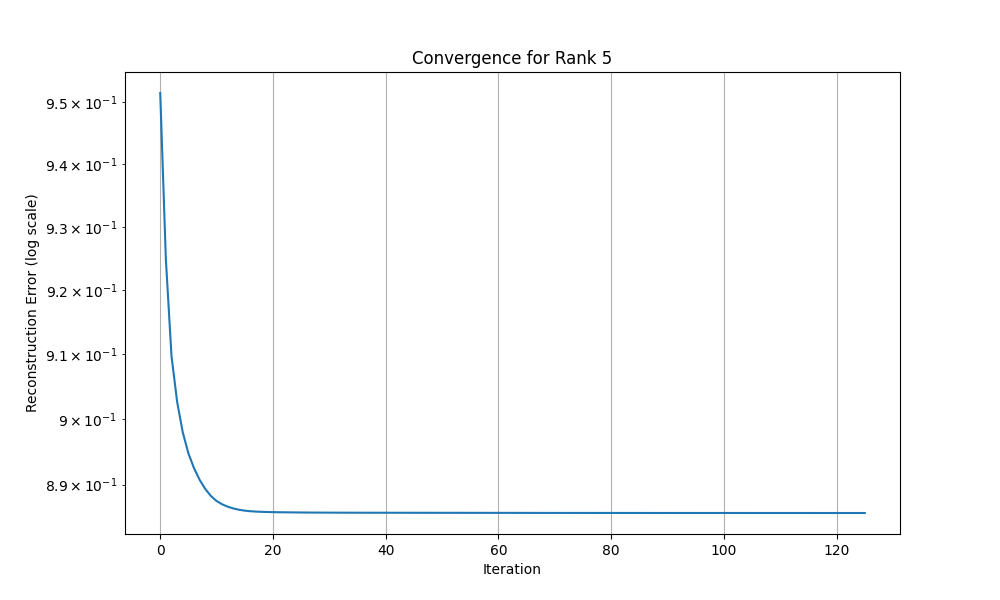 Convergence for Rank 5
Reconstruction Error (log scale)
9.5 × 10⁻¹
9.4 × 10⁻¹
9.3 × 10⁻¹
9.2 × 10⁻¹
9.1 × 10⁻¹
9 × 10⁻¹
8.9 × 10⁻¹
0 20 40 60 80 100 120
Iteration